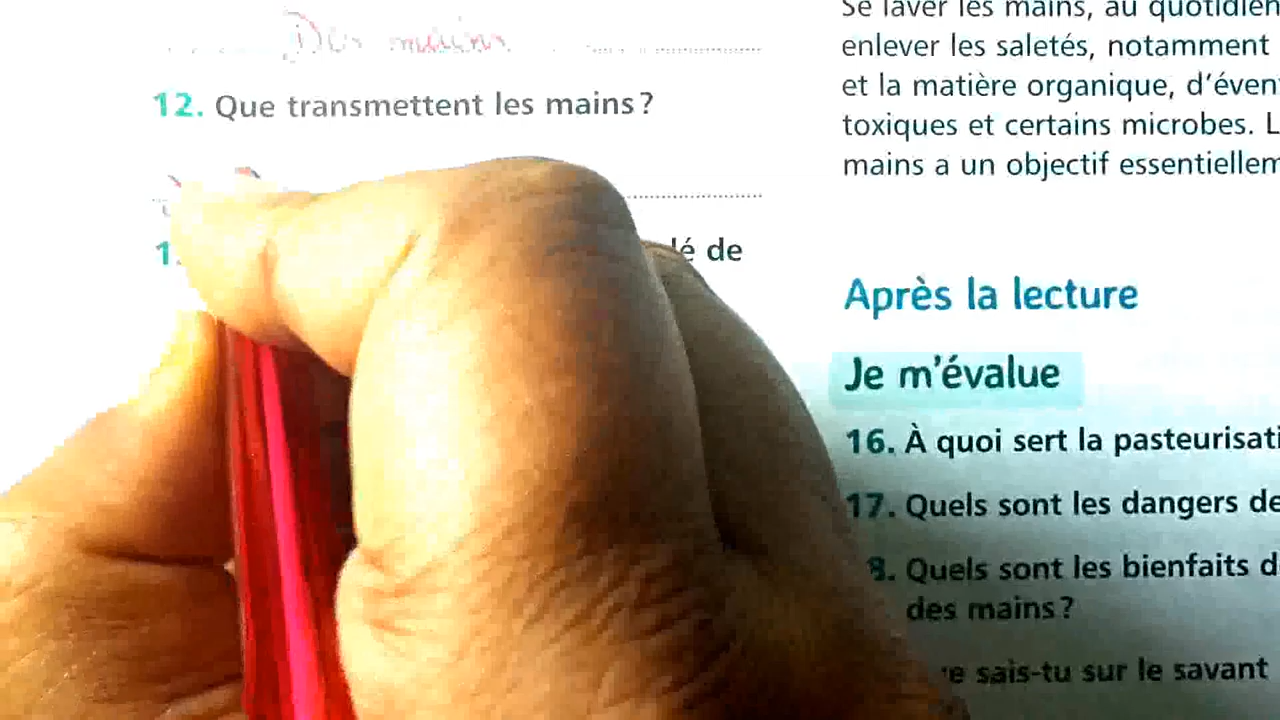 Des mains
12. Que transmettent les mains ?
lé de
Se laver les mains, au quotidien
enlever les saletés, notamment
et la matière organique, d'éven
toxiques et certains microbes. L
mains a un objectif essentiellem
Après la lecture
Je m'évalue
16. À quoi sert la pasteurisati
17. Quels sont les dangers de
8. Quels sont les bienfaits d
des mains ?
e sais-tu sur le savant